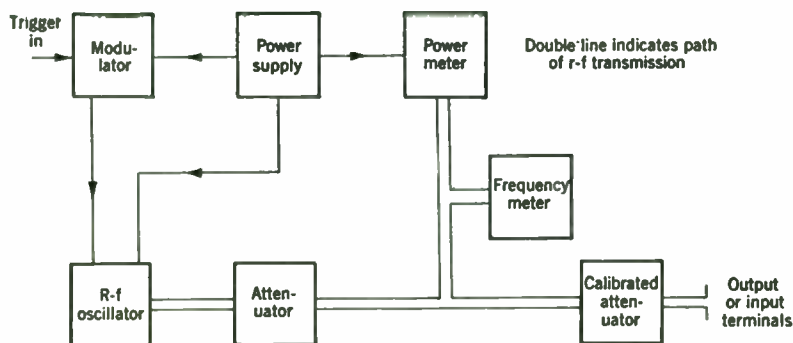 Trigger
in
Modu-
lator
Power
supply
Power
meter
Double line indicates path
of r-f transmission
Frequency
meter
R-f
oscillator
Atten-
uator
Calibrated
atten-
uator
Output
or input
terminals